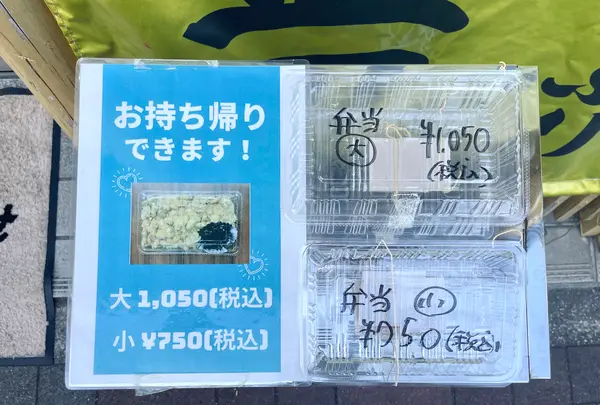 お持ち帰り
できます!
大 1,050(税込)
小 ¥750(税込)
弁当
大
¥1.050
(税込)
弁当 小
¥750(税込)